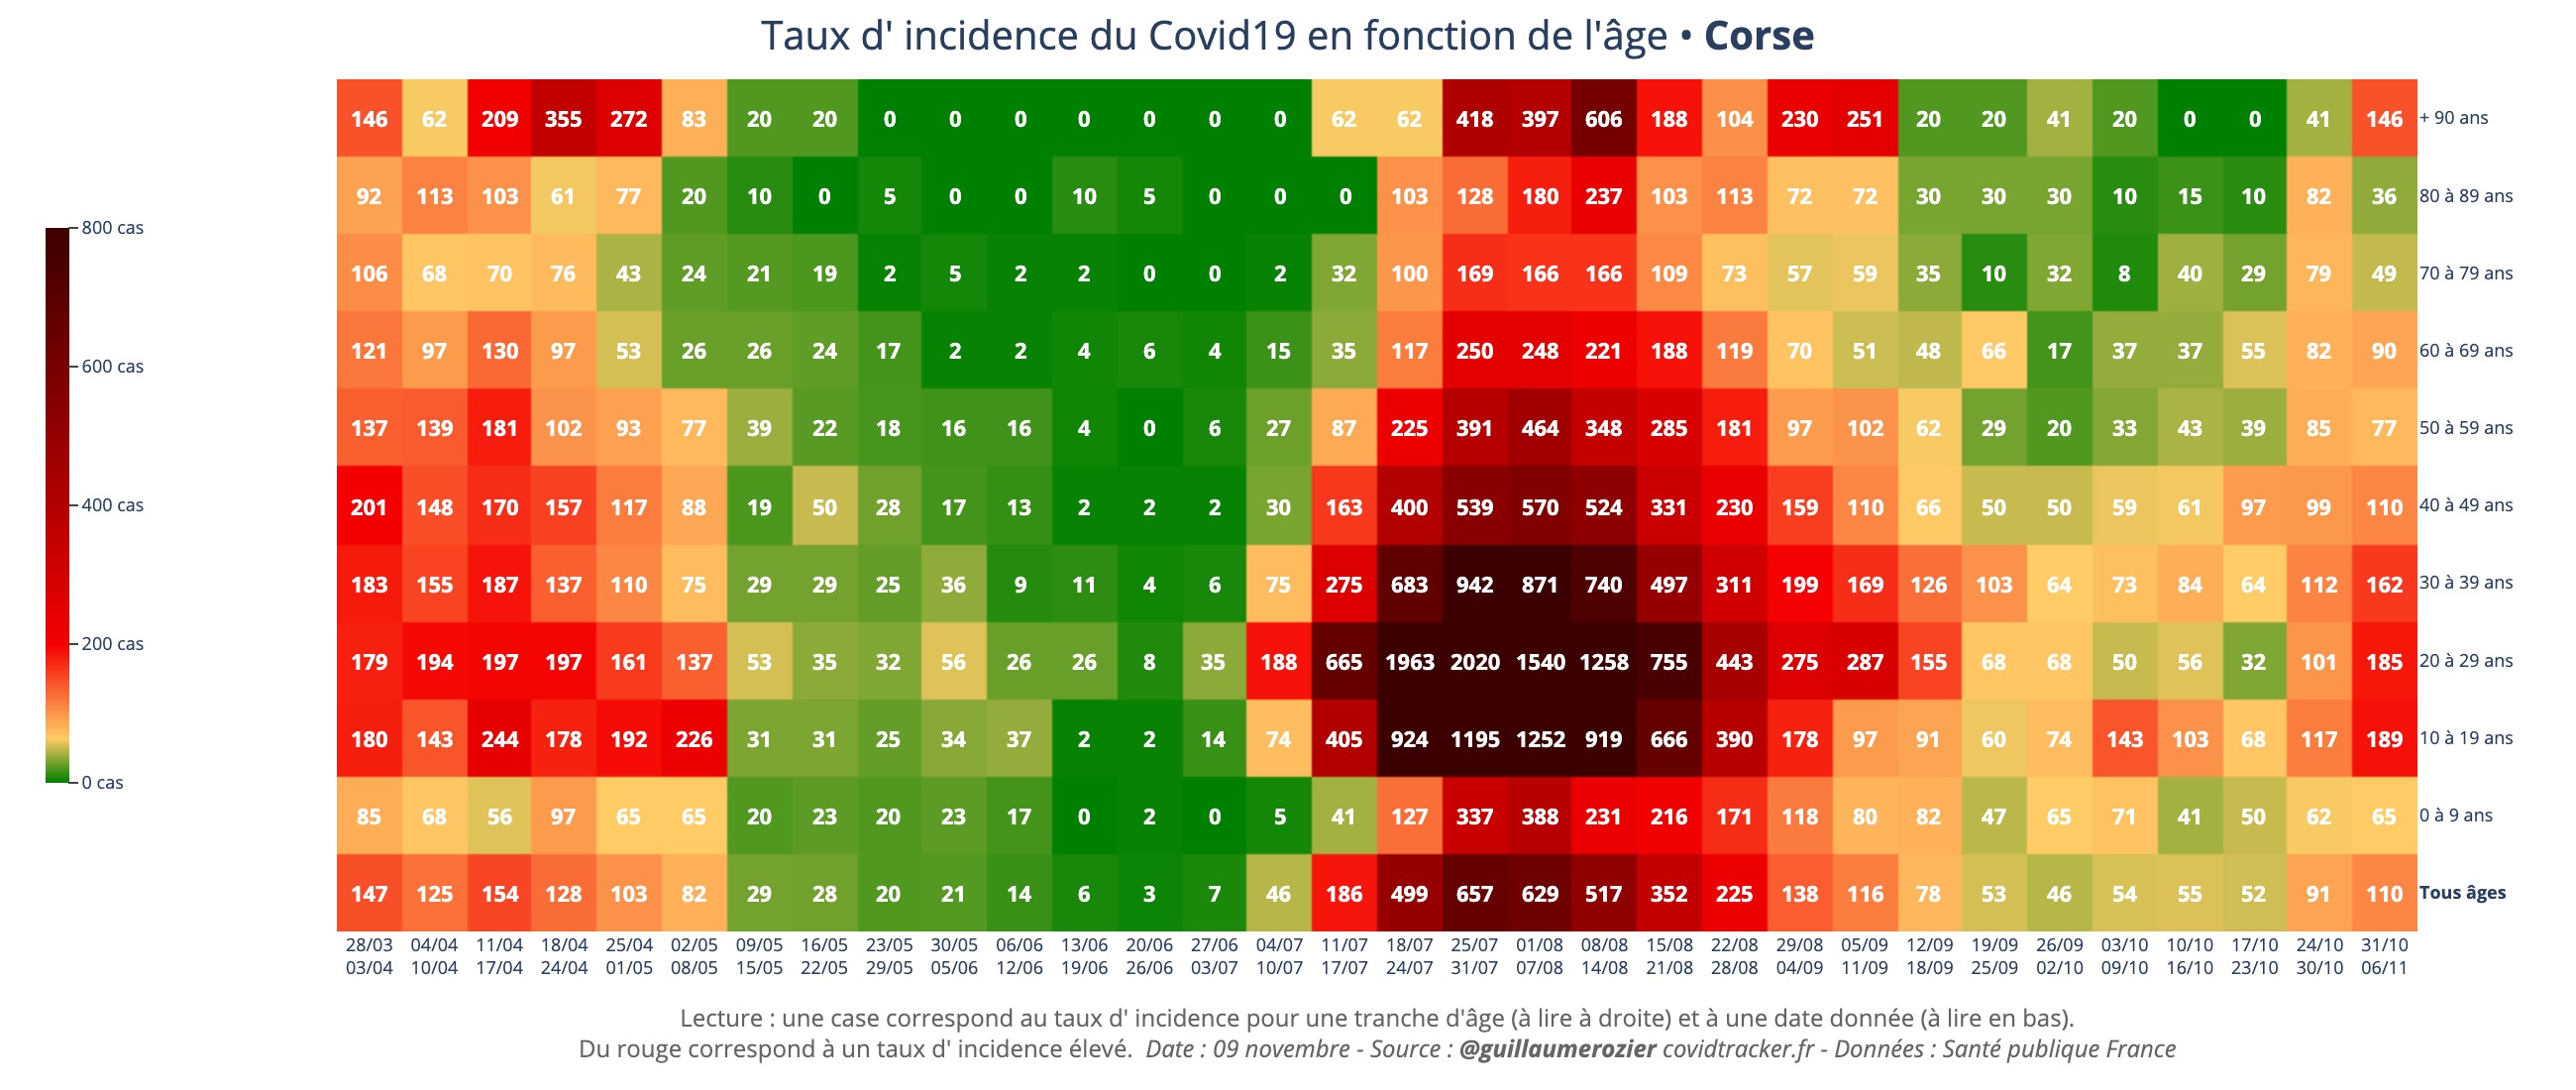 Taux d' incidence du Covid19 en fonction de l'âge • Corse
146 62 209 355 272 83 20 20 0 0 0 0 0 0 0 62 62 418 397 606 188 104 230 251 20 20 41 20 0 0 41 146 + 90 ans
92 113 103 61 77 20 10 0 5 0 0 10 5 0 0 0 103 128 180 237 103 113 72 72 30 30 30 10 15 10 82 36 80 à 89 ans
800 cas
106 68 70 76 43 24 21 19 2 5 2 2 0 0 2 32 100 169 166 166 109 73 57 59 35 10 32 8 40 29 79 49 70 à 79 ans
121 97 130 97 53 26 26 24 17 2 2 4 6 4 15 35 117 250 248 221 188 119 70 51 48 66 17 37 37 55 82 90 60 à 69 ans
600 cas
137 139 181 102 93 77 39 22 18 16 16 4 0 6 27 87 225 391 464 348 285 181 97 102 62 29 20 33 43 39 85 77 50 à 59 ans
400 cas
201 148 170 157 117 88 19 50 28 17 13 2 2 2 30 163 400 539 570 524 331 230 159 110 66 50 50 59 61 97 99 110 40 à 49 ans
183 155 187 137 110 75 29 29 25 36 9 11 4 6 75 275 683 942 871 740 497 311 199 169 126 103 64 73 84 64 112 162 30 à 39 ans
200 cas
179 194 197 197 161 137 53 35 32 56 26 26 8 35 188 665 1963 2020 1540 1258 755 443 275 287 155 68 68 50 56 32 101 185 20 à 29 ans
180 143 244 178 192 226 31 31 25 34 37 2 2 14 74 405 924 1195 1252 919 666 390 178 97 91 60 74 143 103 68 117 189 10 à 19 ans
0 cas
85 68 56 97 65 65 20 23 20 23 17 0 2 0 5 41 127 337 388 231 216 171 118 80 82 47 65 71 41 50 62 65 0 à 9 ans
147 125 154 128 103 82 29 28 20 21 14 6 3 7 46 186 499 657 629 517 352 225 138 116 78 53 46 54 55 52 91 110 Tous âges
28/03 04/04 11/04 18/04 25/04 02/05 09/05 16/05 23/05 30/05 06/06 13/06 20/06 27/06 04/07 11/07 18/07 25/07 01/08 08/08 15/08 22/08 29/08 05/09 12/09 19/09 26/09 03/10 10/10 17/10 24/10 31/10
03/04 10/04 17/04 24/04 01/05 08/05 15/05 22/05 29/05 05/06 12/06 19/06 26/06 03/07 10/07 17/07 24/07 31/07 07/08 14/08 21/08 28/08 04/09 11/09 18/09 25/09 02/10 09/10 16/10 23/10 30/10 06/11
Lecture : une case correspond au taux d' incidence pour une tranche d'âge (à lire à droite) et à une date donnée (à lire en bas).
Du rouge correspond à un taux d' incidence élevé. Date : 09 novembre - Source : @guillaumerozier covidtracker.fr - Données : Santé publique France